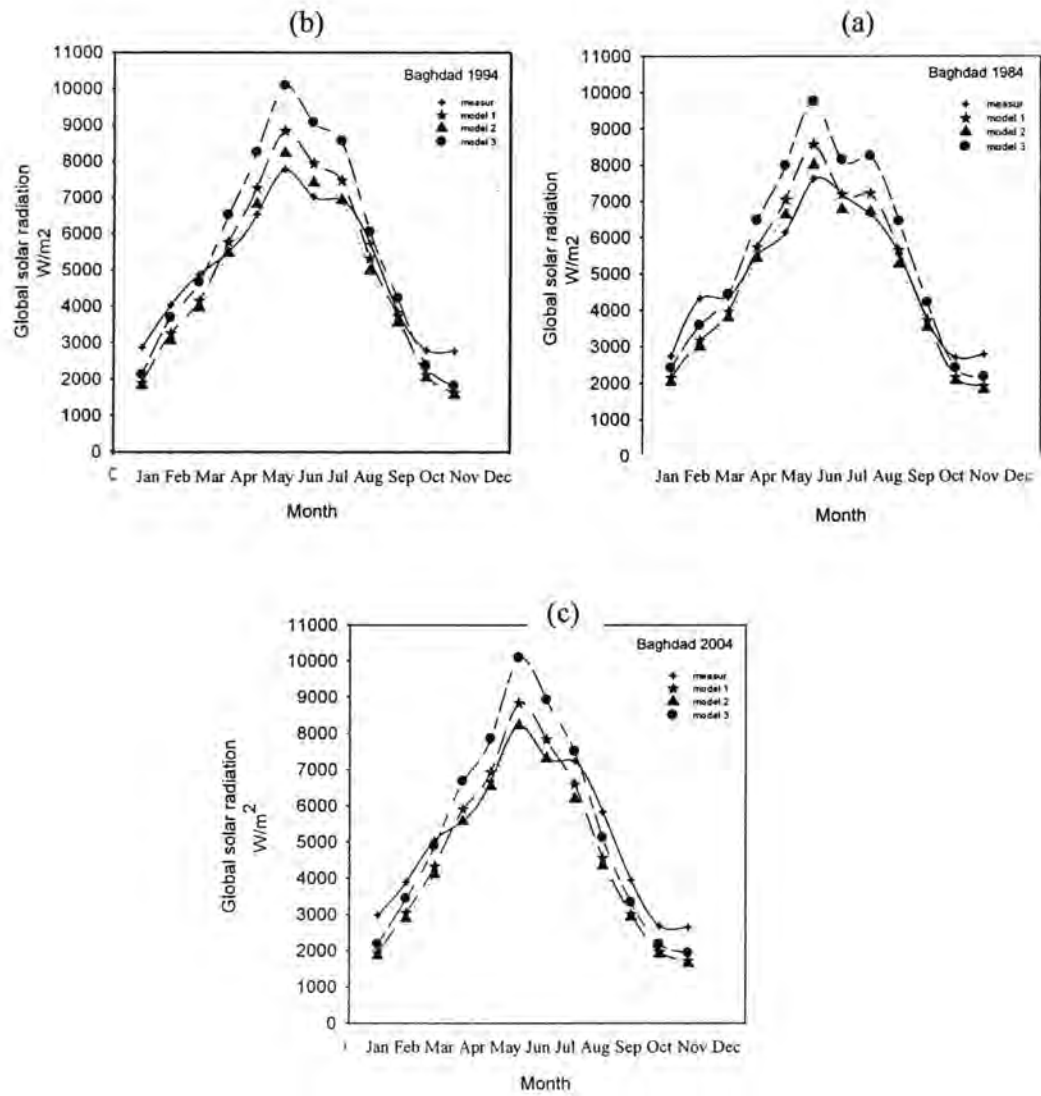 (b)
Global solar radiation
W/m2
11000
10000
9000
8000
7000
6000
5000
4000
3000
2000
1000
0
Baghdad 1994
measur
model 1
model 2
model 3
Jan Feb Mar Apr May Jun Jul Aug Sep Oct Nov Dec
Month
(a)
Global solar radiation
W/m2
11000
10000
9000
8000
7000
6000
5000
4000
3000
2000
1000
0
Baghdad 1984
measur
model 1
model 2
model 3
Jan Feb Mar Apr May Jun Jul Aug Sep Oct Nov Dec
Month
(c)
Global solar radiation
W/m2
11000
10000
9000
8000
7000
6000
5000
4000
3000
2000
1000
0
Baghdad 2004
measur
model 1
model 2
model 3
Jan Feb Mar Apr May Jun Jul Aug Sep Oct Nov Dec
Month